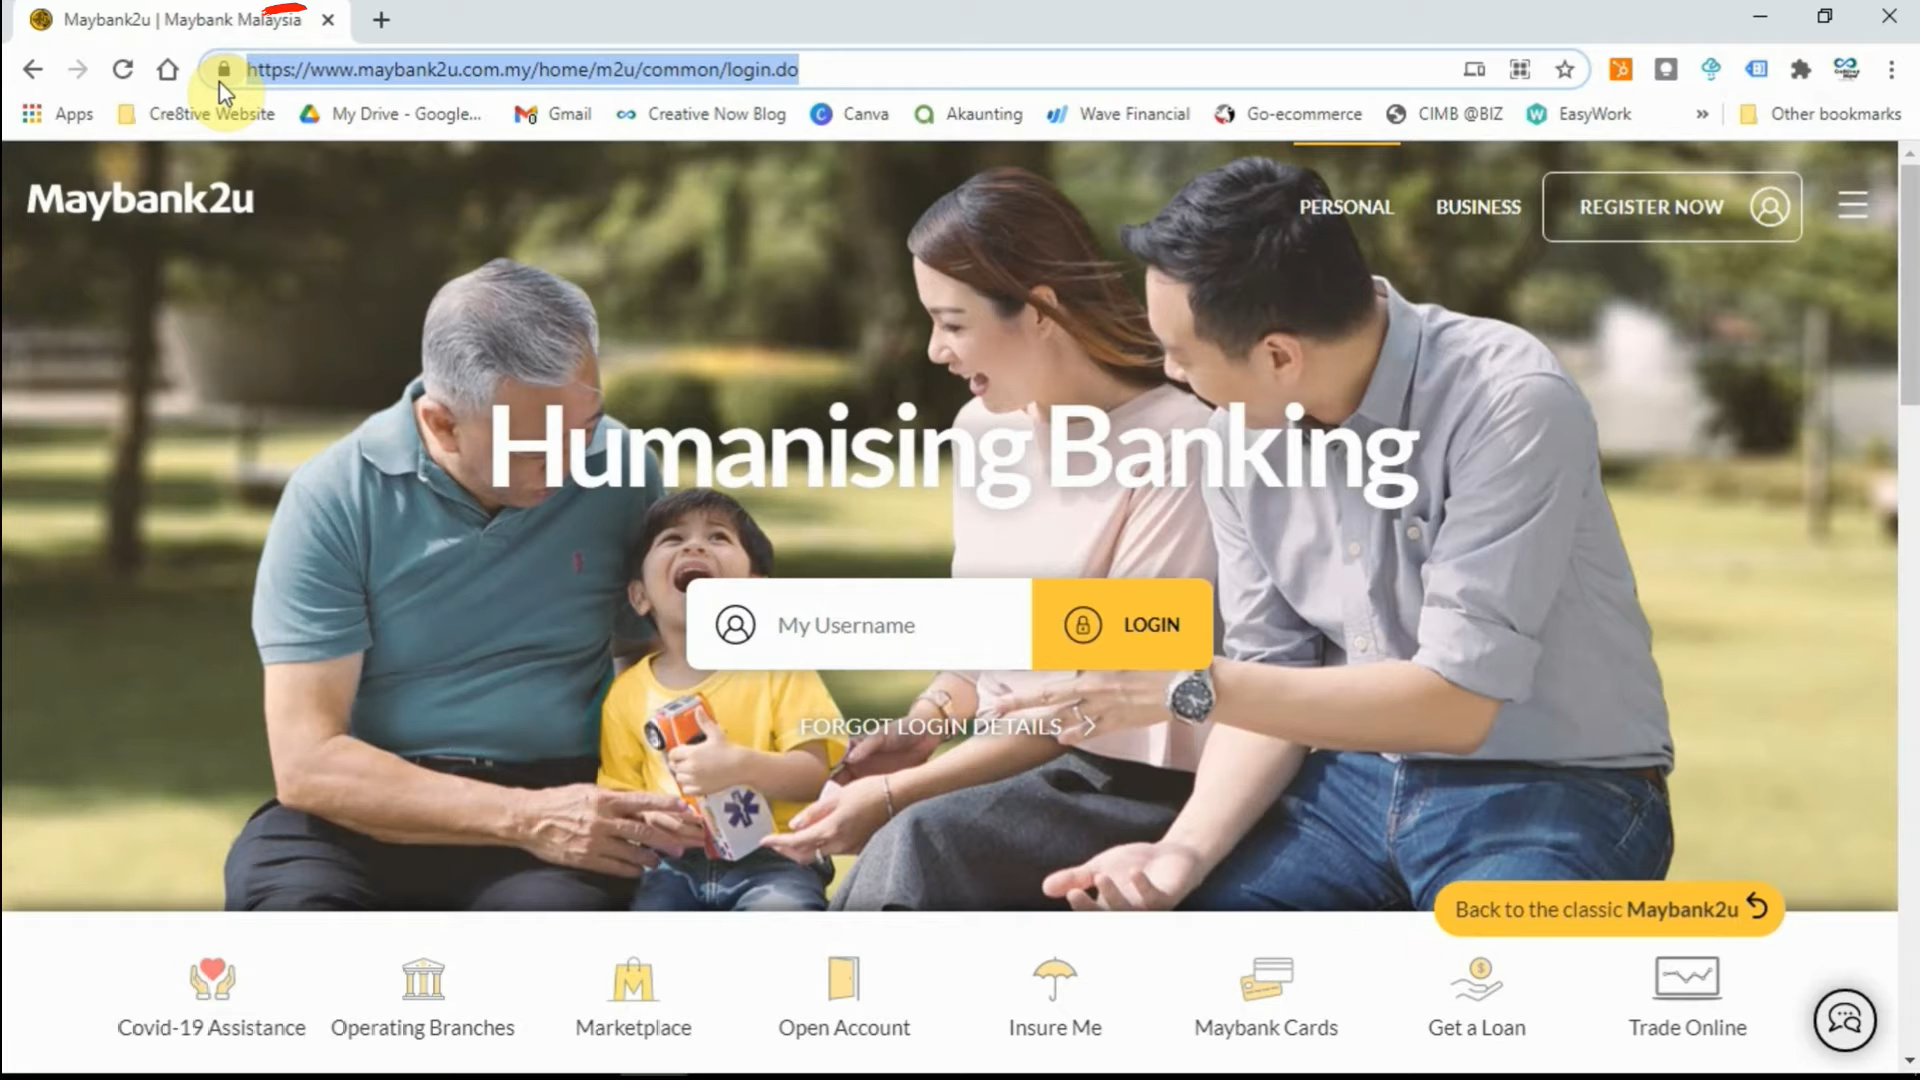 Maybank2u | Maybank Malaysia
https://www.maybank2u.com.my/home/m2u/common/login.do
Apps Cre8tive Website My Drive - Google... Gmail Creative Now Blog Canva Akaunting Wave Financial Go-ecommerce CIMB @BIZ EasyWork » Other bookmarks
Maybank2u PERSONAL BUSINESS REGISTER NOW
Humanising Banking
My Username LOGIN
FORGOT LOGIN DETAILS
Back to the classic Maybank2u
Covid-19 Assistance Operating Branches Marketplace Open Account Insure Me Maybank Cards Get a Loan Trade Online